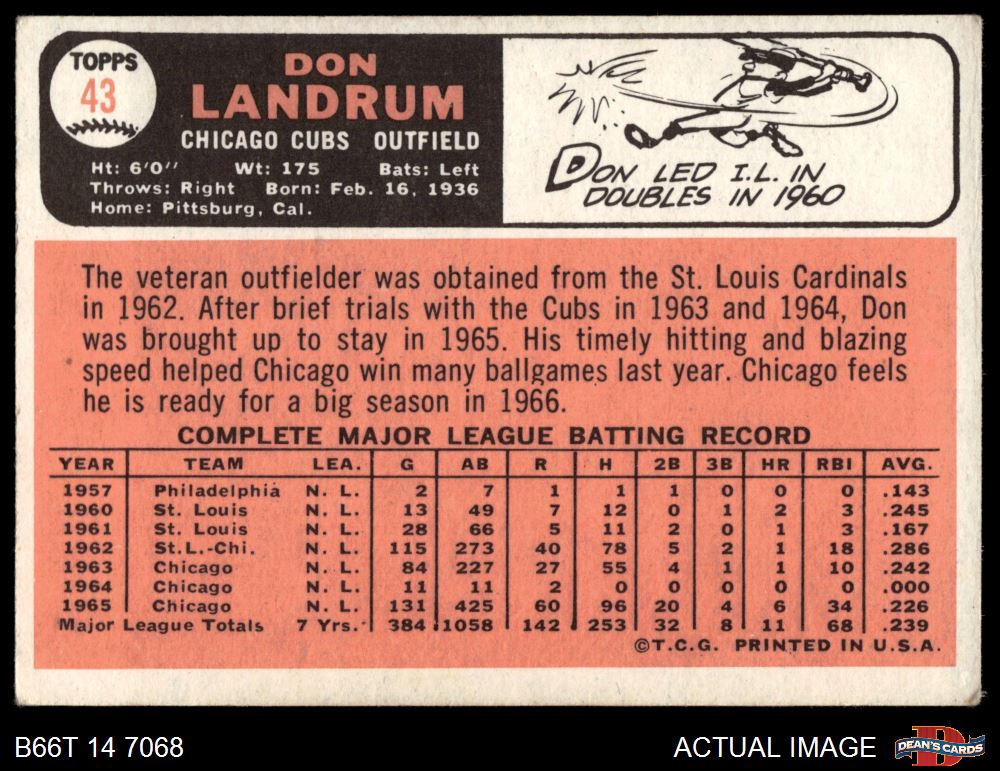 TOPPS
43
DON
LANDRUM
CHICAGO CUBS OUTFIELD
Ht: 6'0" Wt: 175 Bats: Left
Throws: Right Born: Feb. 16, 1936
Home: Pittsburg, Cal.
DON LED I.L. IN
DOUBLES IN 1960
The veteran outfielder was obtained from the St. Louis Cardinals
in 1962. After brief trials with the Cubs in 1963 and 1964, Don
was brought up to stay in 1965. His timely hitting and blazing
speed helped Chicago win many ballgames last year. Chicago feels
he is ready for a big season in 1966.
COMPLETE MAJOR LEAGUE BATTING RECORD
YEAR TEAM LEA. G AB R H 2B 3B HR RBI AVG.
1957 Philadelphia N. L. 2 7 1 1 1 0 0 0 .143
1960 St. Louis N. L. 13 49 7 12 0 1 2 3 .245
1961 St. Louis N. L. 28 66 5 11 2 0 1 3 .167
1962 St.L.-Chi. N. L. 115 273 40 78 5 2 1 18 .286
1963 Chicago N. L. 84 227 27 55 4 1 1 10 .242
1964 Chicago N. L. 11 11 2 0 0 0 0 0 .000
1965 Chicago N. L. 131 425 60 96 20 4 6 34 .226
Major League Totals 7 Yrs. 384 1058 142 253 32 8 11 68 .239
©T.C.G. PRINTED IN U.S.A.
B66T 14 7068
ACTUAL IMAGE
DEAN'S CARDS